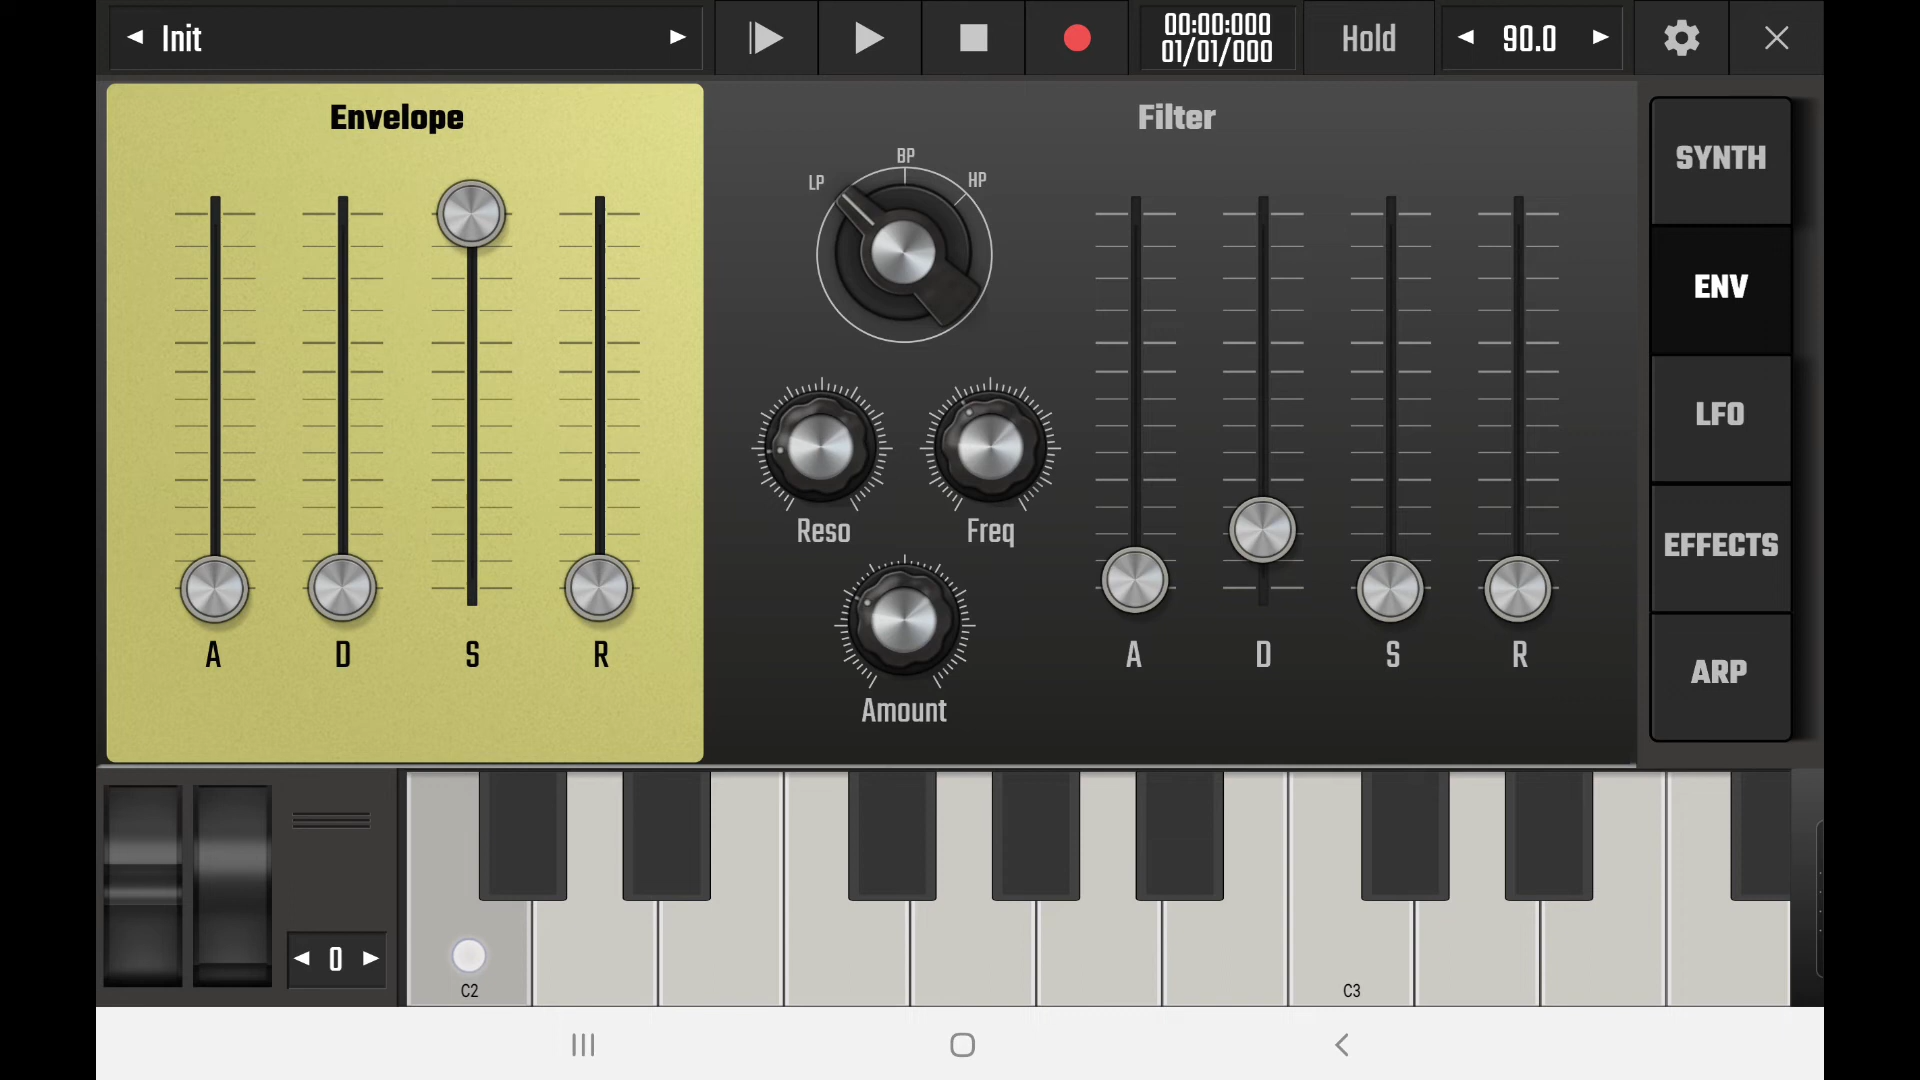 Init
00:00:000
01/01/000
Hold
90.0
Envelope
A D S R
Filter
LP BP HP
Reso Freq
Amount
A D S R
SYNTH
ENV
LFO
EFFECTS
ARP
0
C2 C3